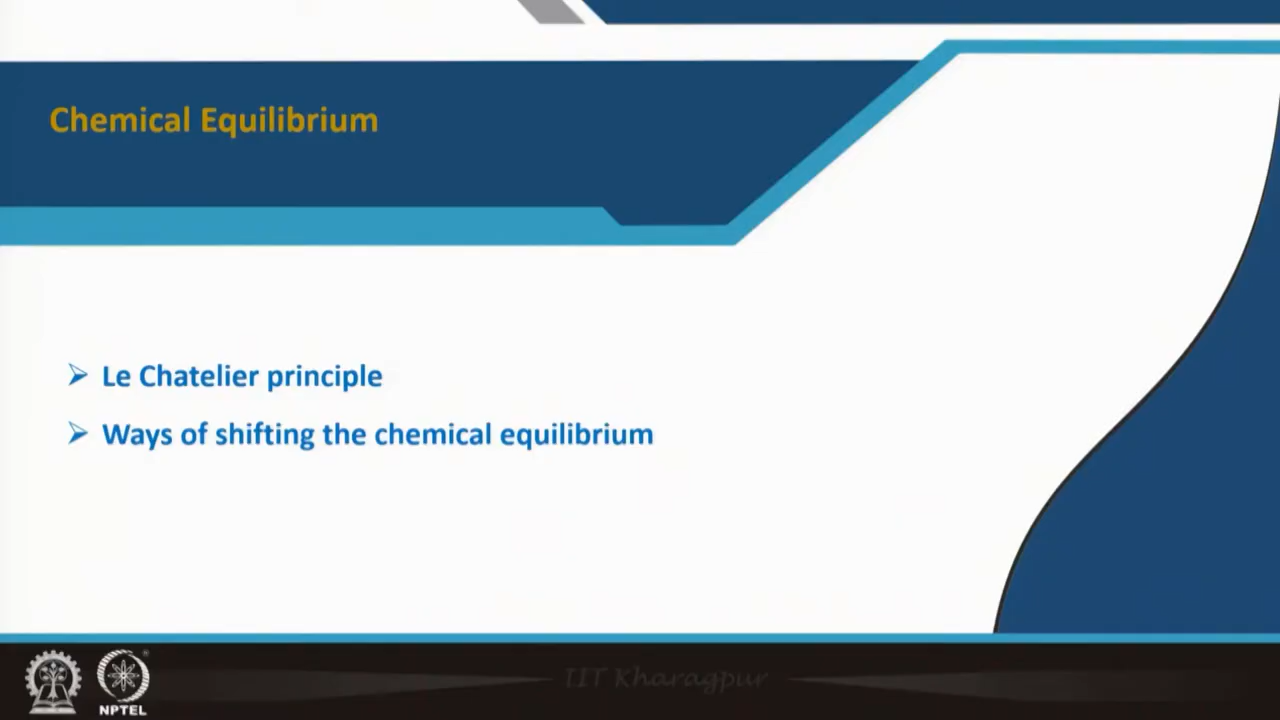 Chemical Equilibrium
Le Chatelier principle
Ways of shifting the chemical equilibrium
IIT Kharagpur
NPTEL